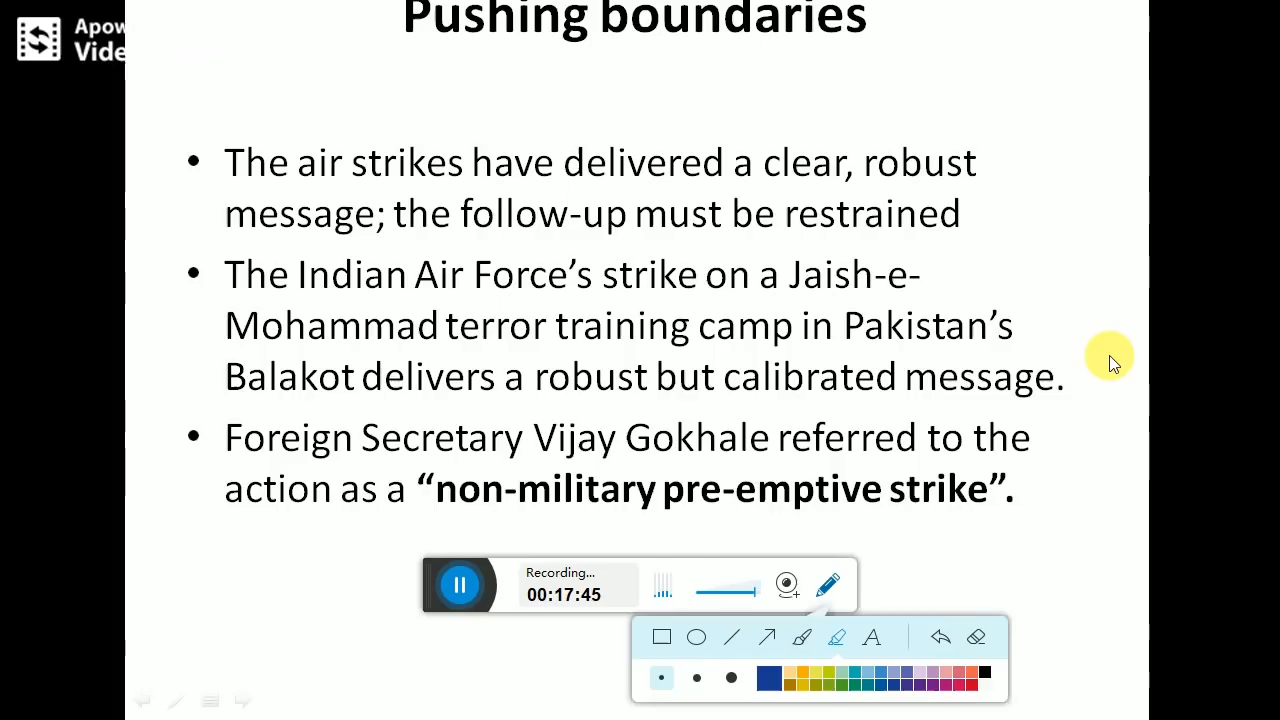 Pushing boundaries
Apow
Vide
• The air strikes have delivered a clear, robust
message; the follow-up must be restrained
• The Indian Air Force’s strike on a Jaish-e-
Mohammad terror training camp in Pakistan’s
Balakot delivers a robust but calibrated message.
• Foreign Secretary Vijay Gokhale referred to the
action as a “non-military pre-emptive strike”.
Recording...
00:17:45
A